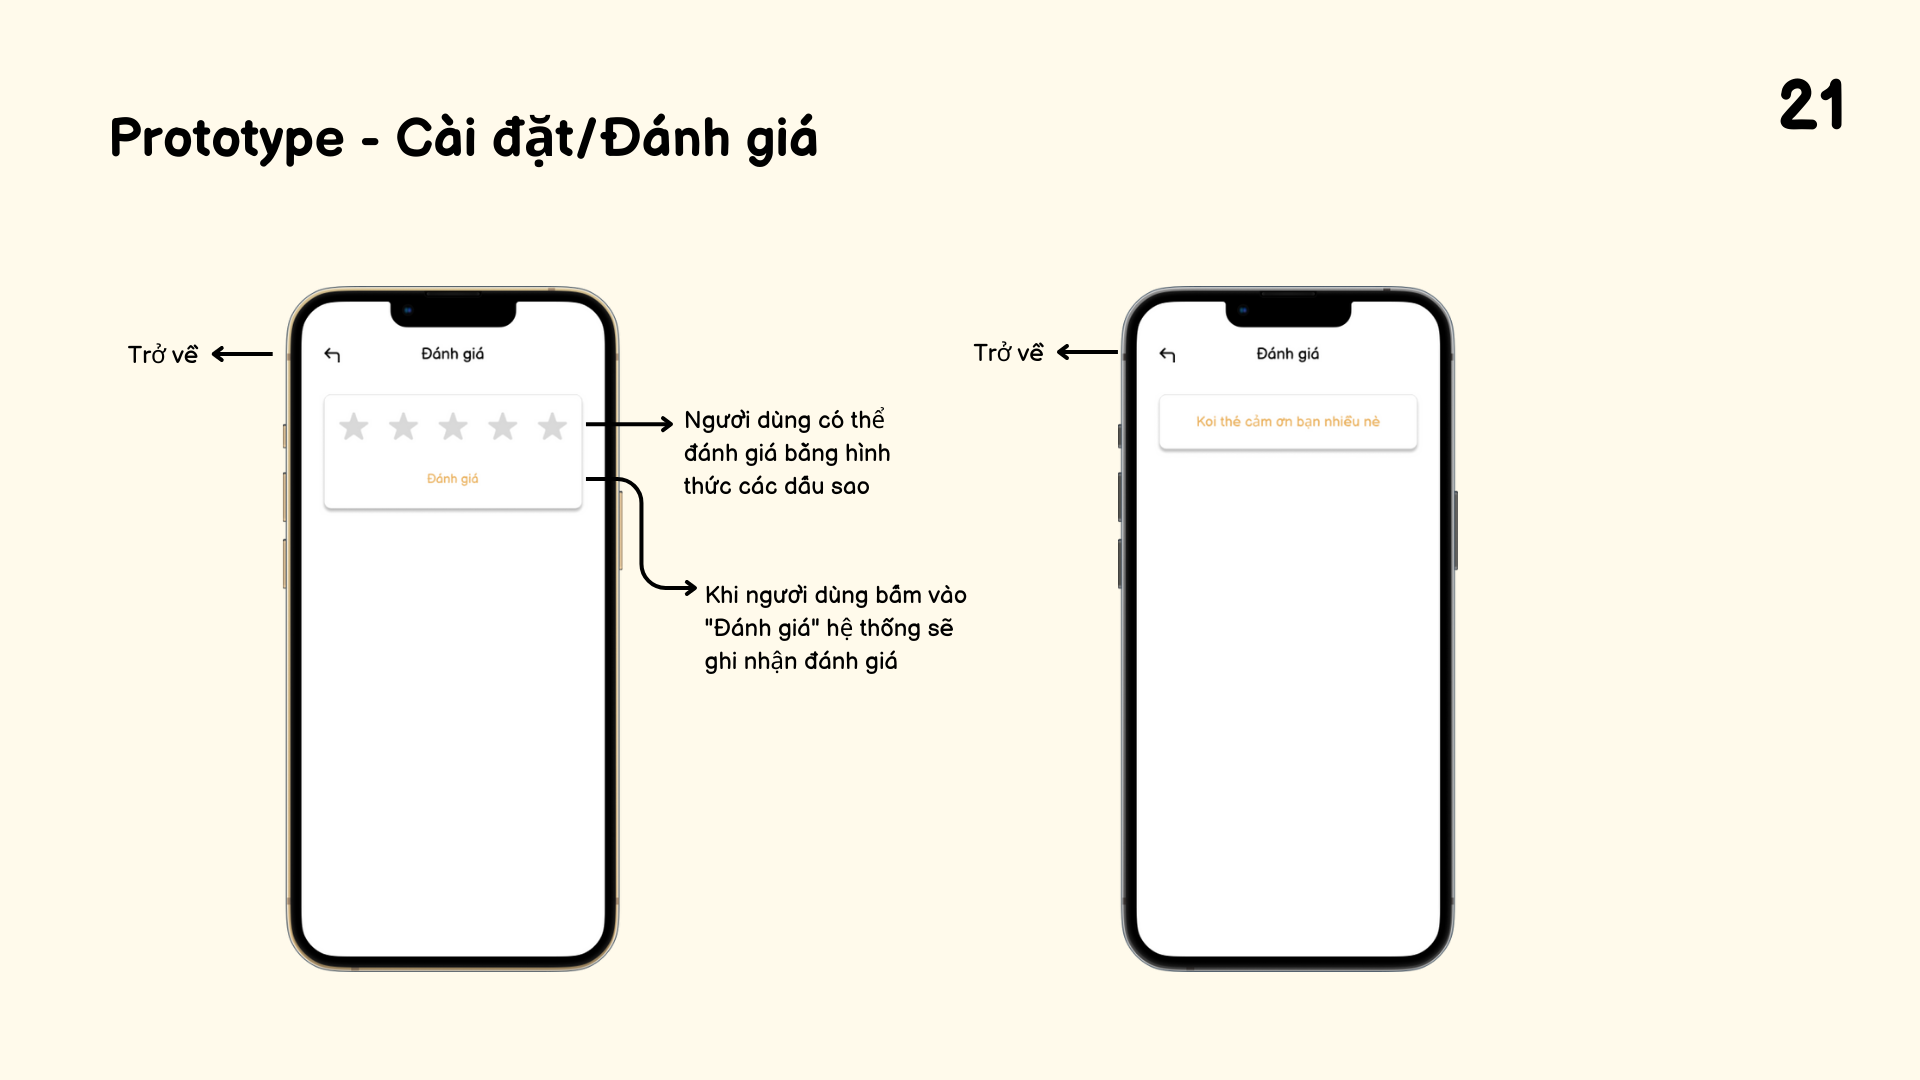 21
Prototype - Cài đặt/Đánh giá
Trở về
Đánh giá
Đánh giá
Người dùng có thể
đánh giá bằng hình
thức các dấu sao
Khi người dùng bấm vào
"Đánh giá" hệ thống sẽ
ghi nhận đánh giá
Trở về
Đánh giá
Koi thé cảm ơn bạn nhiều nè